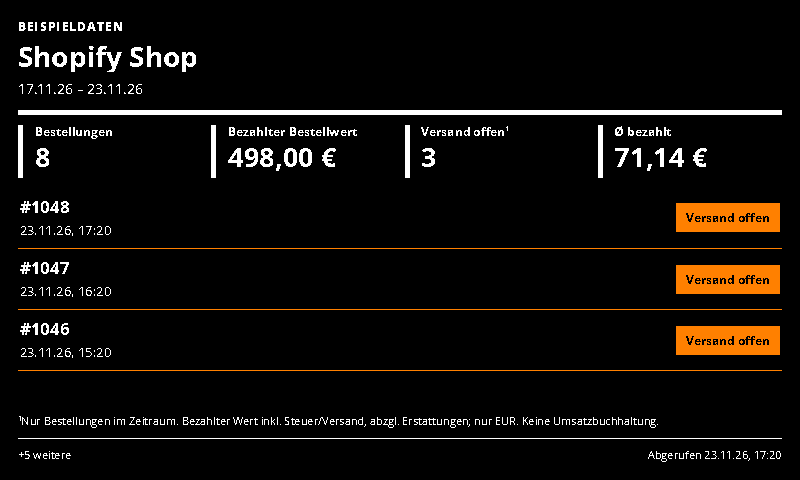 BEISPIELDATEN
Shopify Shop
17.11.26 – 23.11.26
Bestellungen
8
Bezahlter Bestellwert
498,00 €
Versand offen¹
3
Ø bezahlt
71,14 €
#1048
23.11.26, 17:20
Versand offen
#1047
23.11.26, 16:20
Versand offen
#1046
23.11.26, 15:20
Versand offen
¹Nur Bestellungen im Zeitraum. Bezahlter Wert inkl. Steuer/Versand, abzgl. Erstattungen; nur EUR. Keine Umsatzbuchhaltung.
+5 weitere
Abgerufen 23.11.26, 17:20